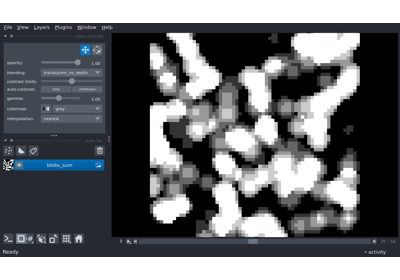 File View Layers Plugins Window Help
opacity: 1.00
blending: translucent_no_depth
contrast limits:
auto-contrast: once continuous
gamma: 1.00
colormap: gray
interpolation: nearest
blobs_sum
Ready
activity